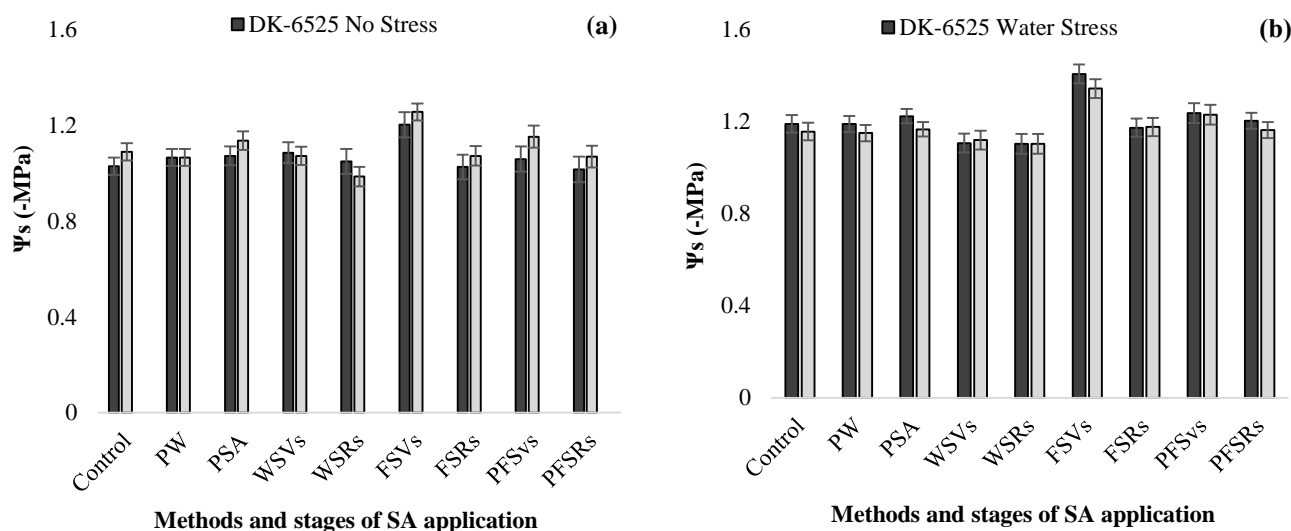 1.6
DK-6525 No Stress
(a)
1.2
0.8
0.4
0
Ψs (-MPa)
Control
PW
PSA
WSVs
WSRs
FSVs
FSRs
PFSvs
PFSRs
Methods and stages of SA application
1.6
DK-6525 Water Stress
(b)
1.2
0.8
0.4
0
Ψs (-MPa)
Control
PW
PSA
WSVs
WSRs
FSVs
FSRs
PFSvs
PFSRs
Methods and stages of SA application